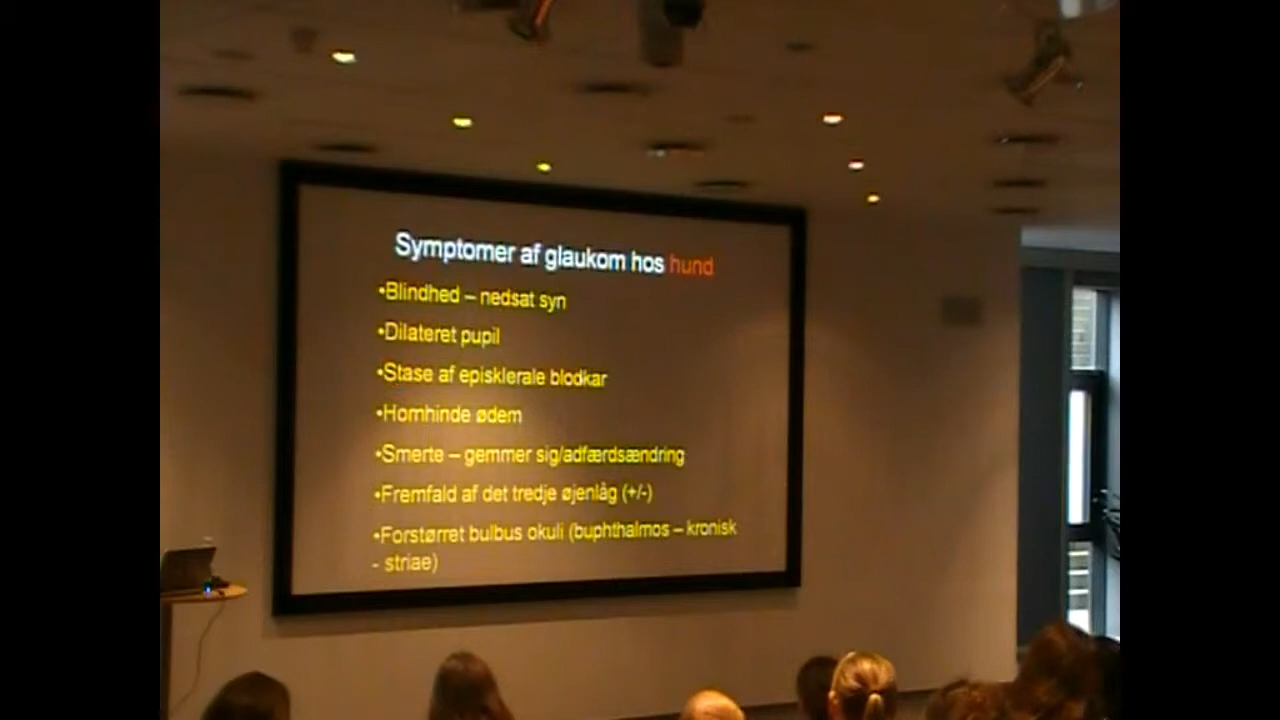 Symptomer af glaukom hos hund
•Blindhed – nedsat syn
•Dilateret pupil
•Stase af episklerale blodkar
•Hornhinde ødem
•Smerte – gemmer sig/adfærdsændring
•Fremfald af det tredje øjenlåg (+/-)
•Forstørret bulbus okuli (buphthalmos – kronisk
- striae)